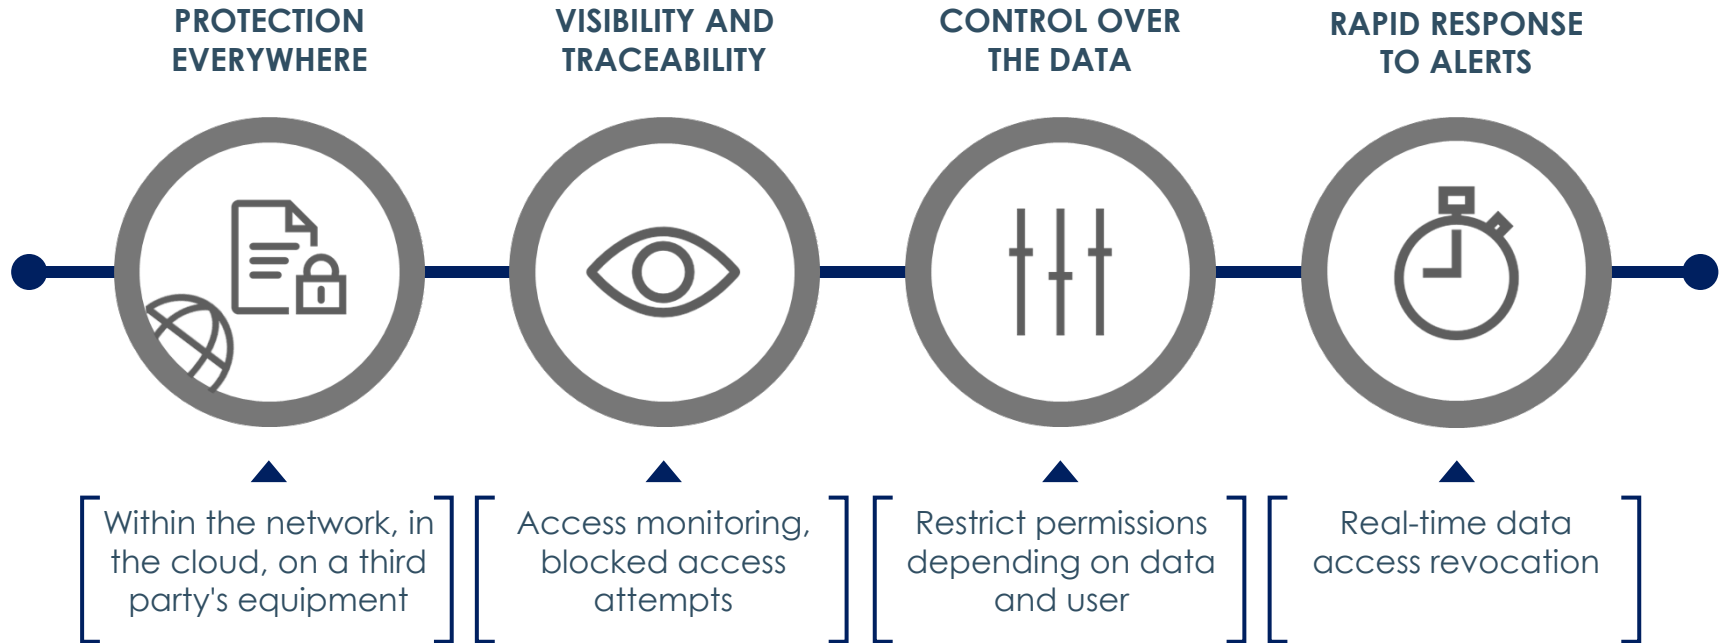 PROTECTION
EVERYWHERE
VISIBILITY AND
TRACEABILITY
CONTROL OVER
THE DATA
RAPID RESPONSE
TO ALERTS
Within the network, in
the cloud, on a third
party's equipment
Access monitoring,
blocked access
attempts
Restrict permissions
depending on data
and user
Real-time data
access revocation